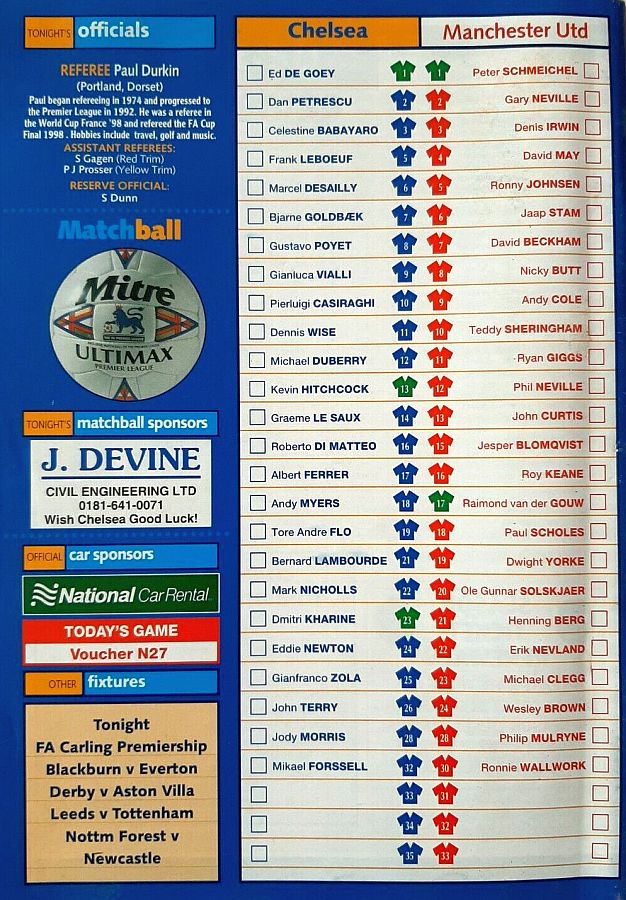 TONIGHT'S officials
REFEREE Paul Durkin
(Portland, Dorset)
Paul began refereeing in 1974 and progressed to
the Premier League in 1992. He was a referee in
the World Cup France '98 and refereed the FA Cup
Final 1998 . Hobbies include travel, golf and music.
ASSISTANT REFEREES:
S Gagen (Red Trim)
P J Prosser (Yellow Trim)
RESERVE OFFICIAL:
S Dunn
Matchball
Mitre
ULTIMAX
PREMIER LEAGUE
TONIGHT'S matchball sponsors
J. DEVINE
CIVIL ENGINEERING LTD
0181-641-0071
Wish Chelsea Good Luck!
OFFICIAL car sponsors
National Car Rental
TODAY'S GAME
Voucher N27
OTHER fixtures
Tonight
FA Carling Premiership
Blackburn v Everton
Derby v Aston Villa
Leeds v Tottenham
Nottm Forest v
Newcastle
Chelsea Manchester Utd
Ed DE GOEY 1 1 Peter SCHMEICHEL
Dan PETRESCU 2 2 Gary NEVILLE
Celestine BABAYARO 3 3 Denis IRWIN
Frank LEBOEUF 5 4 David MAY
Marcel DESAILLY 6 5 Ronny JOHNSEN
Bjarne GOLDBÆK 7 6 Jaap STAM
Gustavo POYET 8 7 David BECKHAM
Gianluca VIALLI 9 8 Nicky BUTT
Pierluigi CASIRAGHI 10 9 Andy COLE
Dennis WISE 11 10 Teddy SHERINGHAM
Michael DUBERRY 12 11 Ryan GIGGS
Kevin HITCHCOCK 13 12 Phil NEVILLE
Graeme LE SAUX 14 13 John CURTIS
Roberto DI MATTEO 16 15 Jesper BLOMQVIST
Albert FERRER 17 16 Roy KEANE
Andy MYERS 18 17 Raimond van der GOUW
Tore Andre FLO 19 18 Paul SCHOLES
Bernard LAMBOURDE 21 19 Dwight YORKE
Mark NICHOLLS 22 20 Ole Gunnar SOLSKJAER
Dmitri KHARINE 23 21 Henning BERG
Eddie NEWTON 24 22 Erik NEVLAND
Gianfranco ZOLA 25 23 Michael CLEGG
John TERRY 26 24 Wesley BROWN
Jody MORRIS 28 28 Philip MULRYNE
Mikael FORSSELL 32 30 Ronnie WALLWORK
33 31
34 32
35 33